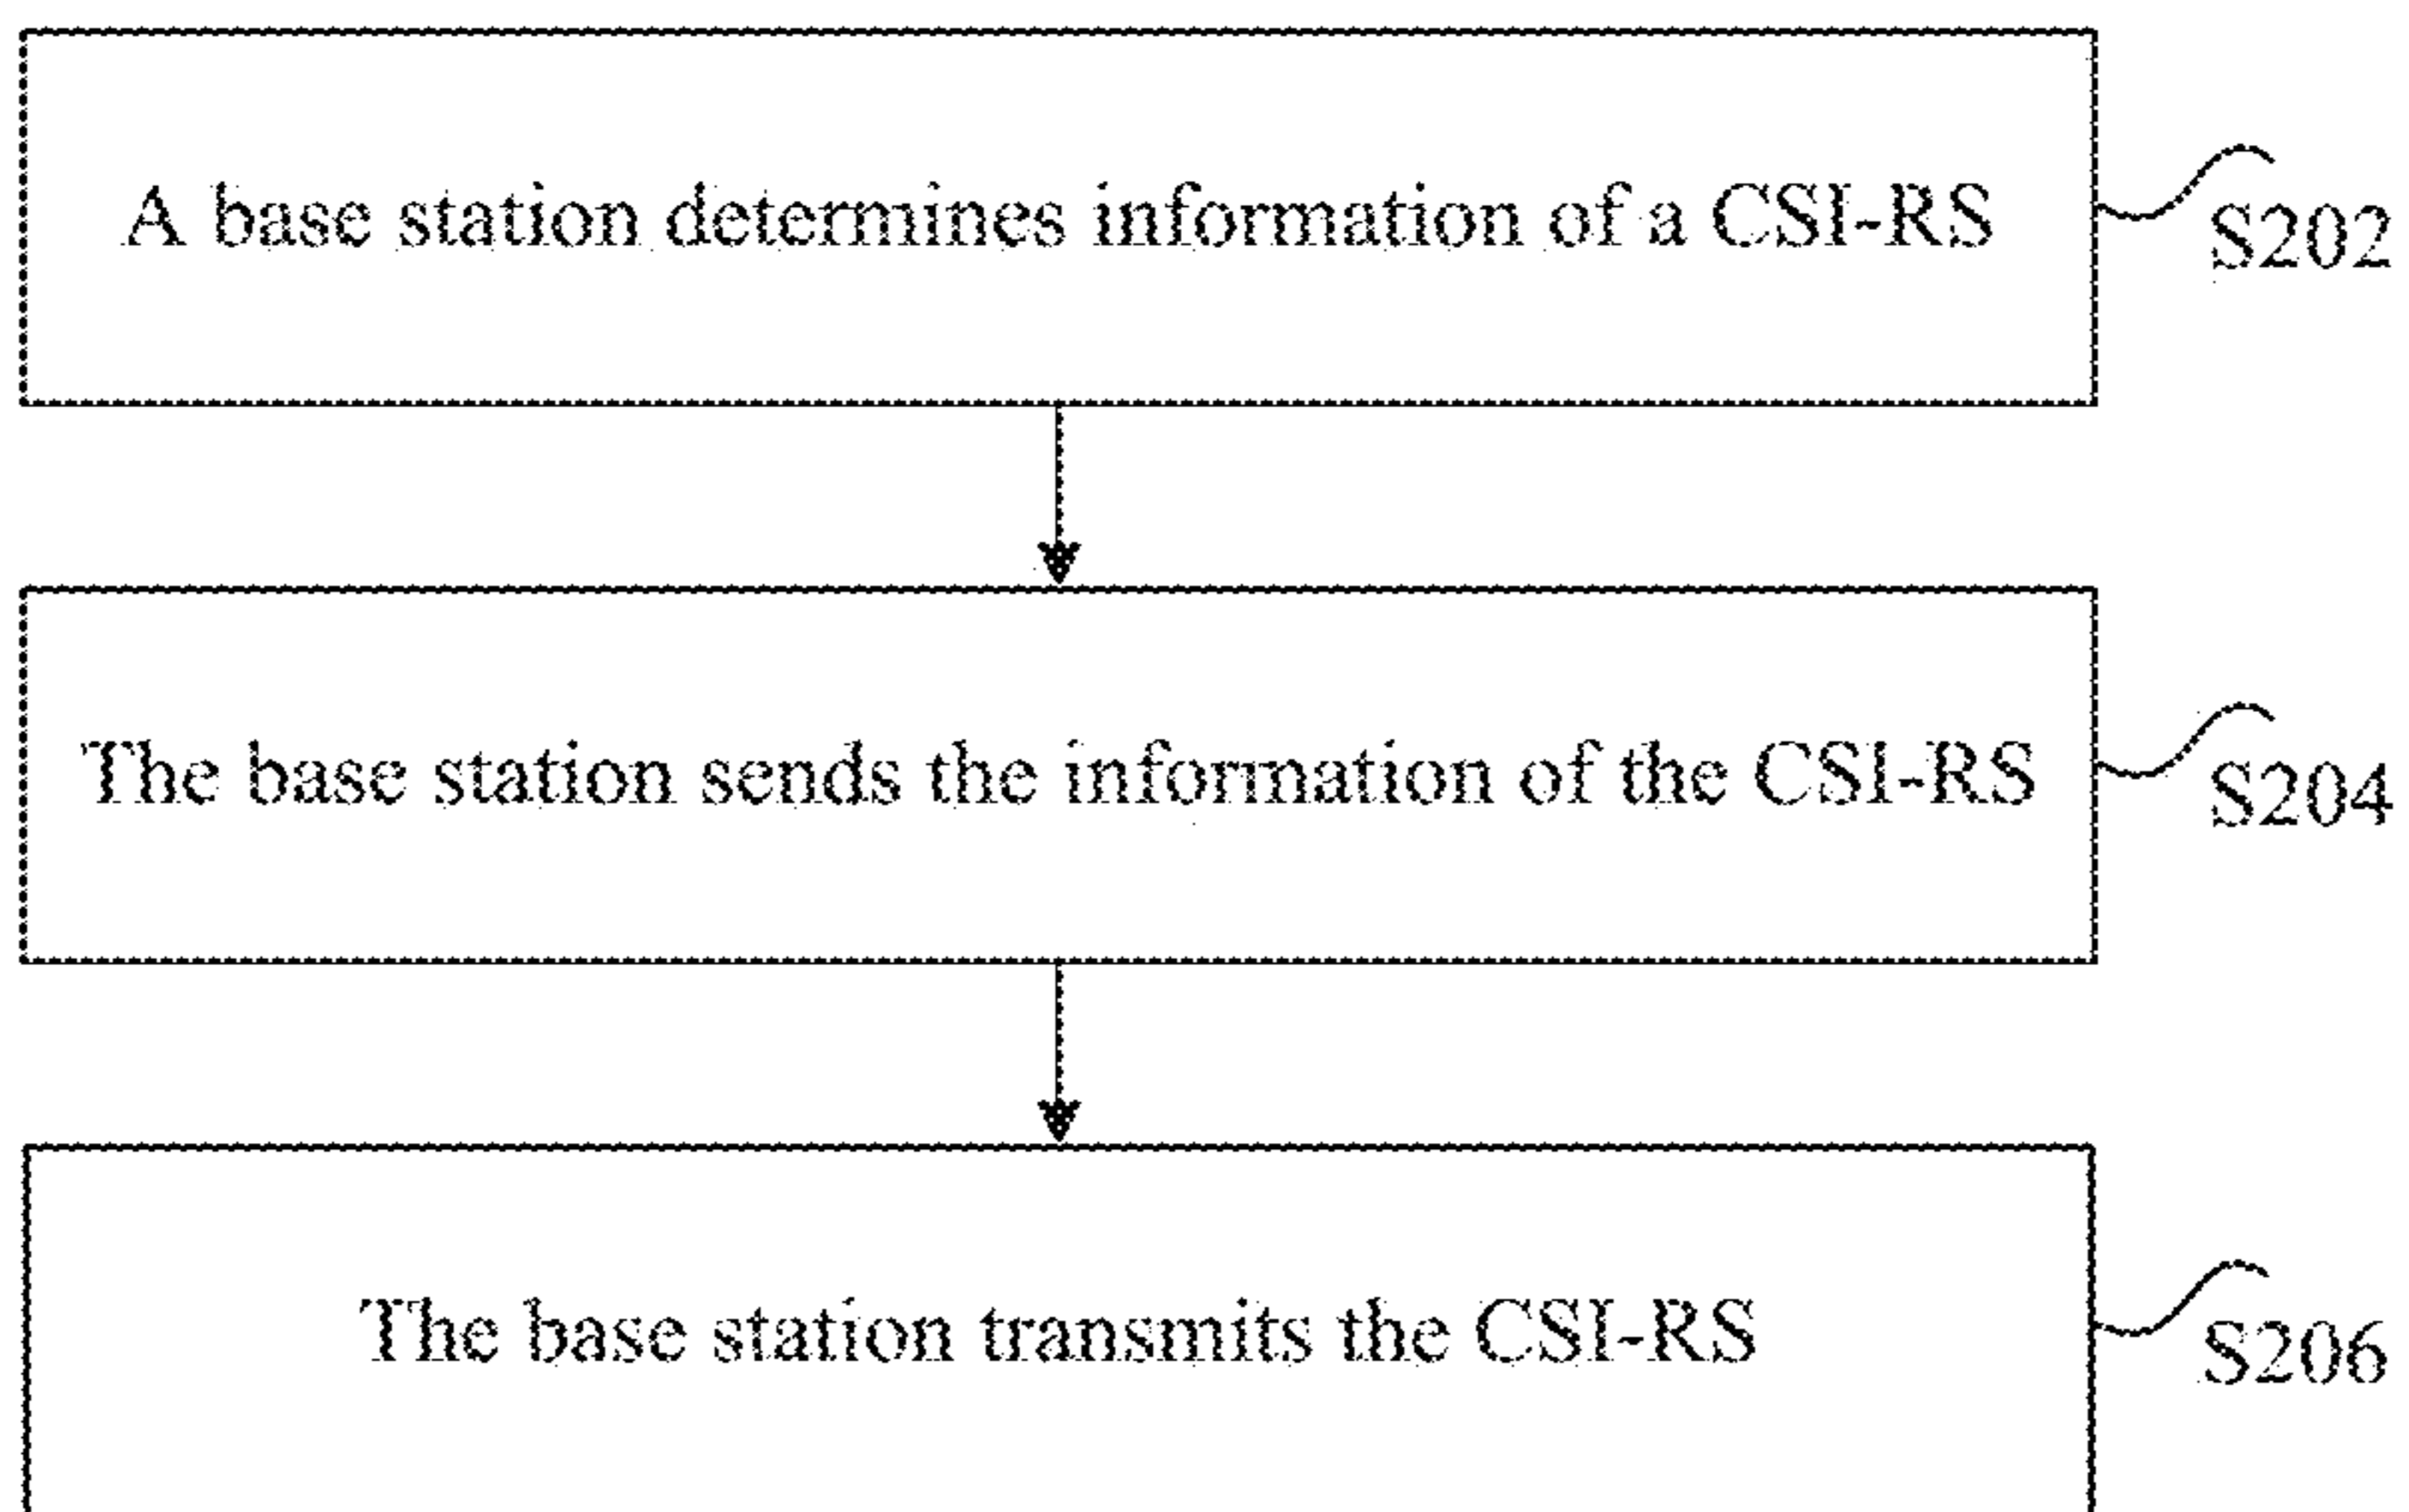 A base station determines information of a CSI-RS
S202
The base station sends the information of the CSI-RS
S204
The base station transmits the CSI-RS
S206